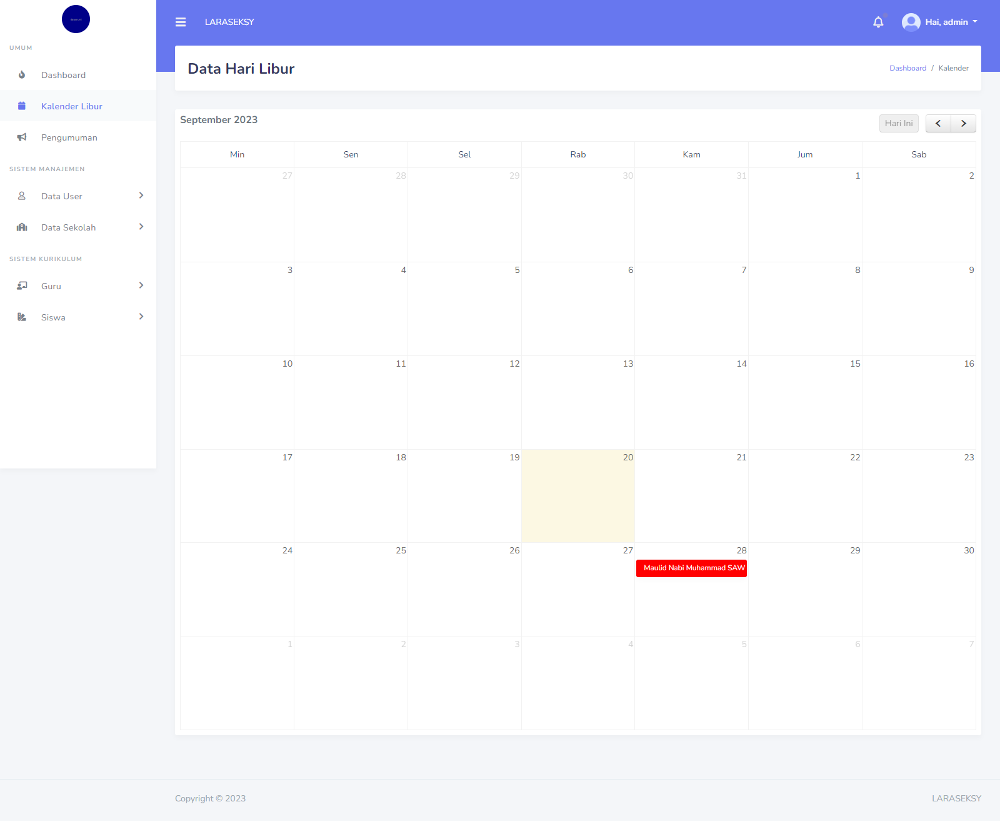 LARASEKSY
Hai, admin
UMUM
Dashboard
Kalender Libur
Pengumuman
SISTEM MANAJEMEN
Data User
Data Sekolah
SISTEM KURIKULUM
Guru
Siswa
Data Hari Libur
Dashboard / Kalender
September 2023
Hari Ini
Min Sen Sel Rab Kam Jum Sab
27 28 29 30 31 1 2
3 4 5 6 7 8 9
10 11 12 13 14 15 16
17 18 19 20 21 22 23
24 25 26 27 28 29 30
Maulid Nabi Muhammad SAW
1 2 3 4 5 6 7
Copyright © 2023
LARASEKSY